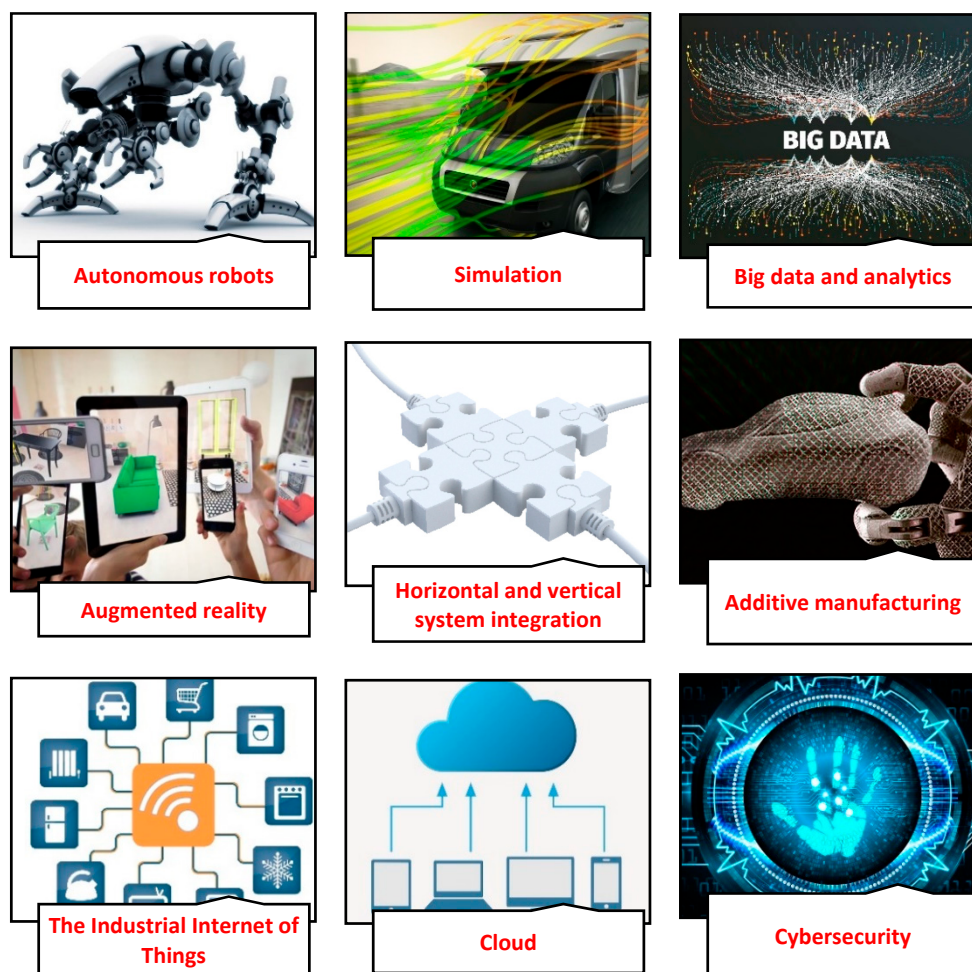 Autonomous robots
Simulation
BIG DATA
Big data and analytics
Augmented reality
Horizontal and vertical
system integration
Additive manufacturing
The Industrial Internet of
Things
Cloud
Cybersecurity